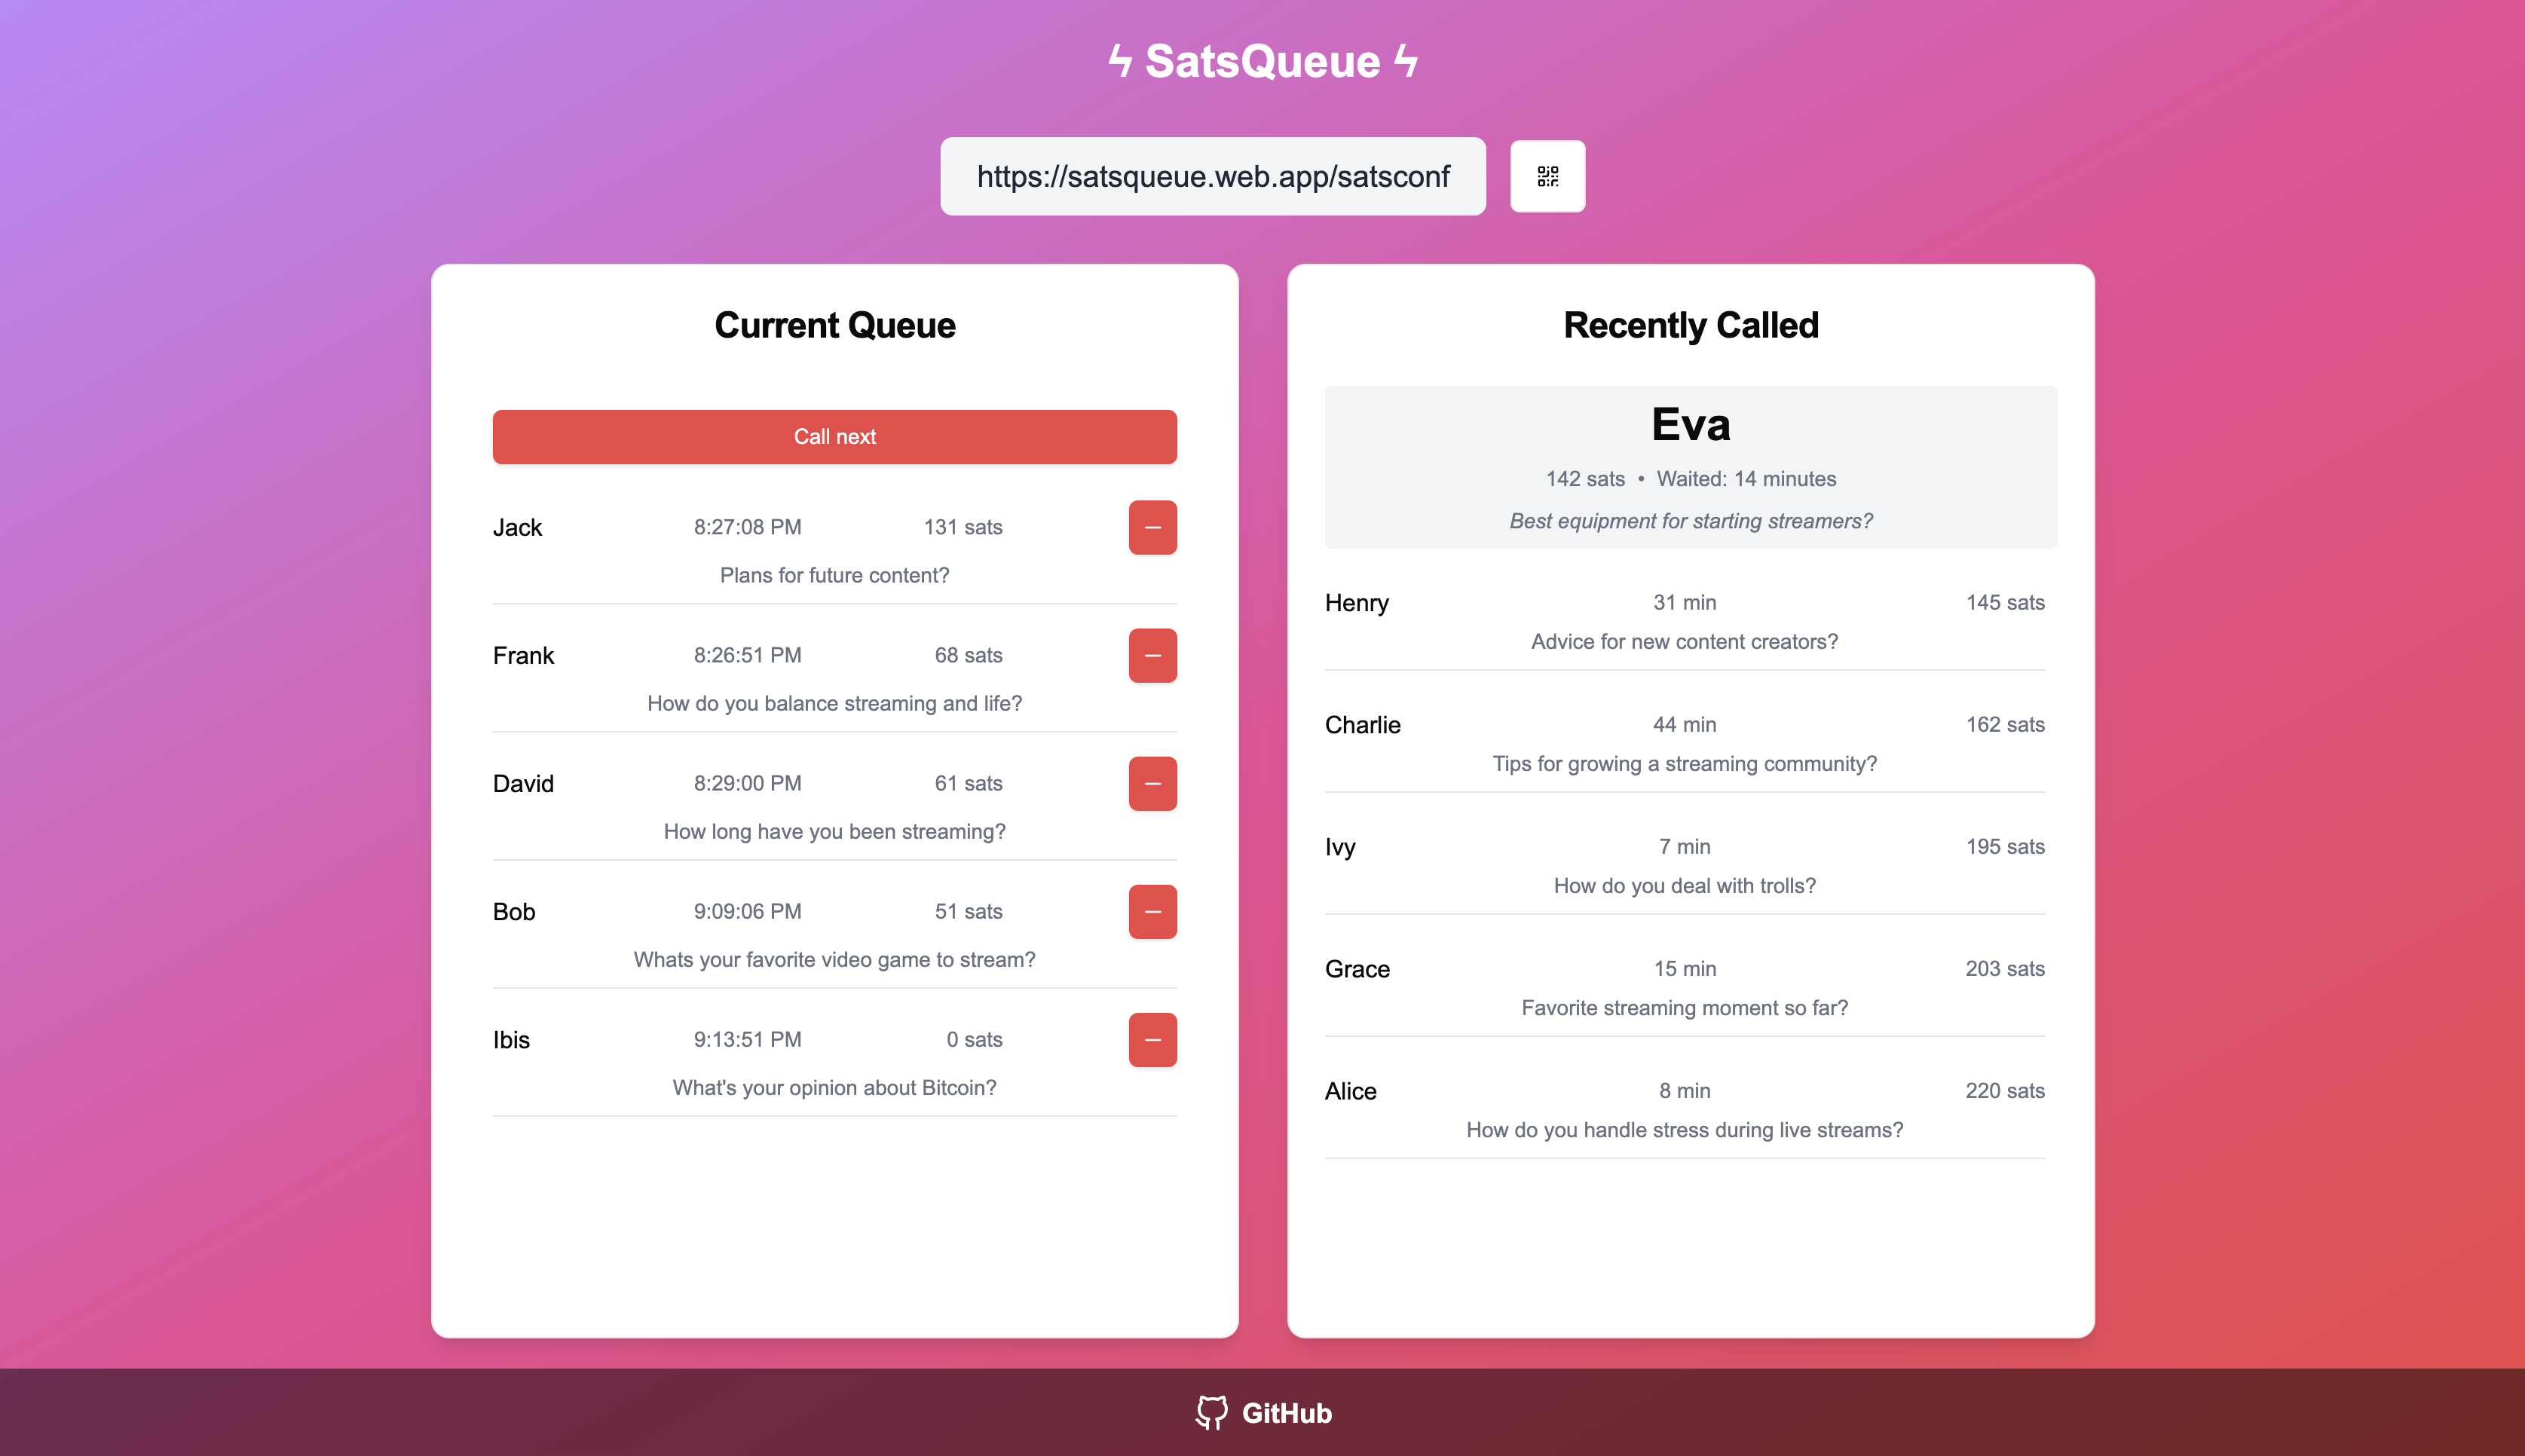 ϟ SatsQueue ϟ
https://satsqueue.web.app/satsconf
Current Queue
Call next
Jack 8:27:08 PM 131 sats
Plans for future content?
Frank 8:26:51 PM 68 sats
How do you balance streaming and life?
David 8:29:00 PM 61 sats
How long have you been streaming?
Bob 9:09:06 PM 51 sats
Whats your favorite video game to stream?
Ibis 9:13:51 PM 0 sats
What's your opinion about Bitcoin?
Recently Called
Eva
142 sats • Waited: 14 minutes
Best equipment for starting streamers?
Henry 31 min 145 sats
Advice for new content creators?
Charlie 44 min 162 sats
Tips for growing a streaming community?
Ivy 7 min 195 sats
How do you deal with trolls?
Grace 15 min 203 sats
Favorite streaming moment so far?
Alice 8 min 220 sats
How do you handle stress during live streams?
GitHub